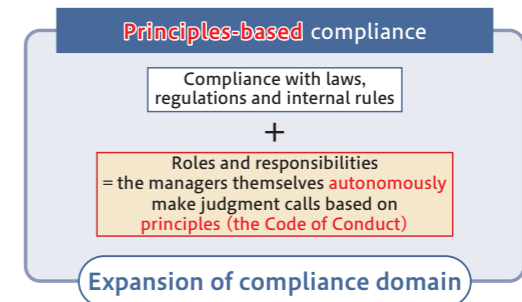 Principles-based compliance
Compliance with laws,
regulations and internal rules
+
Roles and responsibilities
= the managers themselves autonomously
make judgment calls based on
principles (the Code of Conduct)
Expansion of compliance domain